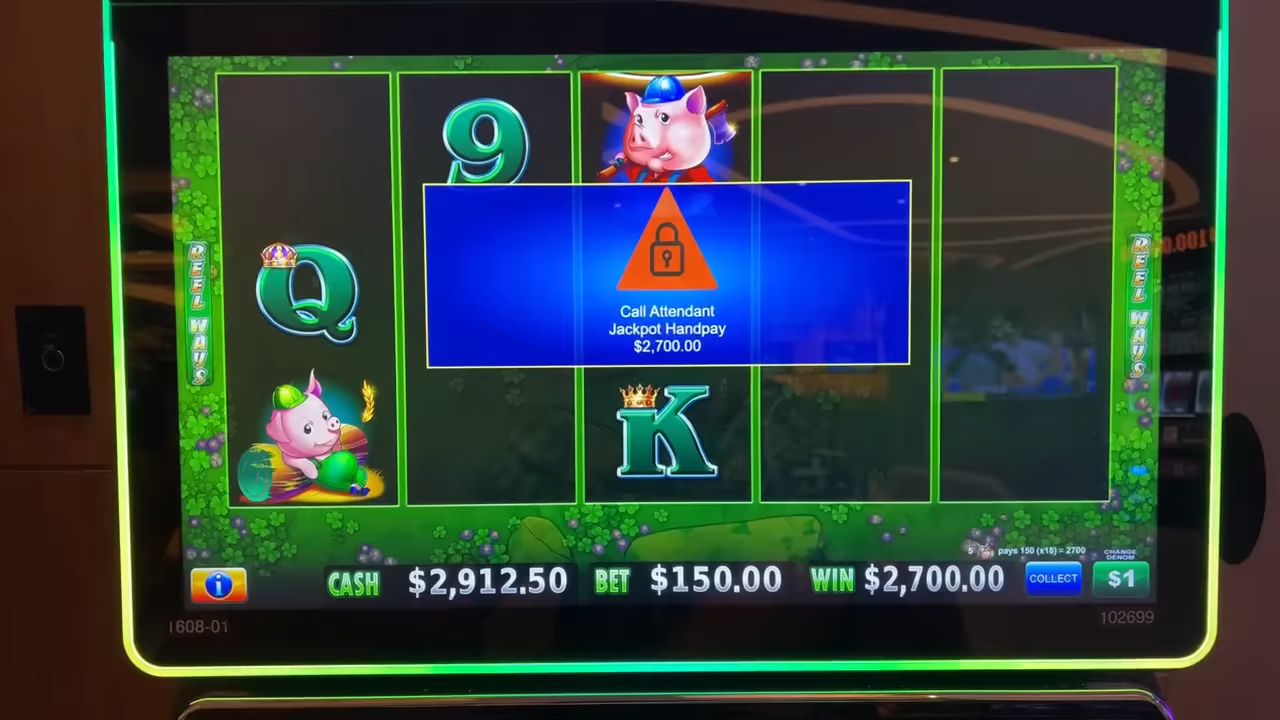 9
Q
REEL WAYS
REEL WAYS
Call Attendant
Jackpot Handpay
$2,700.00
K
5 pays 150 (x18) = 2700
CHANGE
DENOM
i
CASH $2,912.50 BET $150.00 WIN $2,700.00 COLLECT $1
1608-01
102699